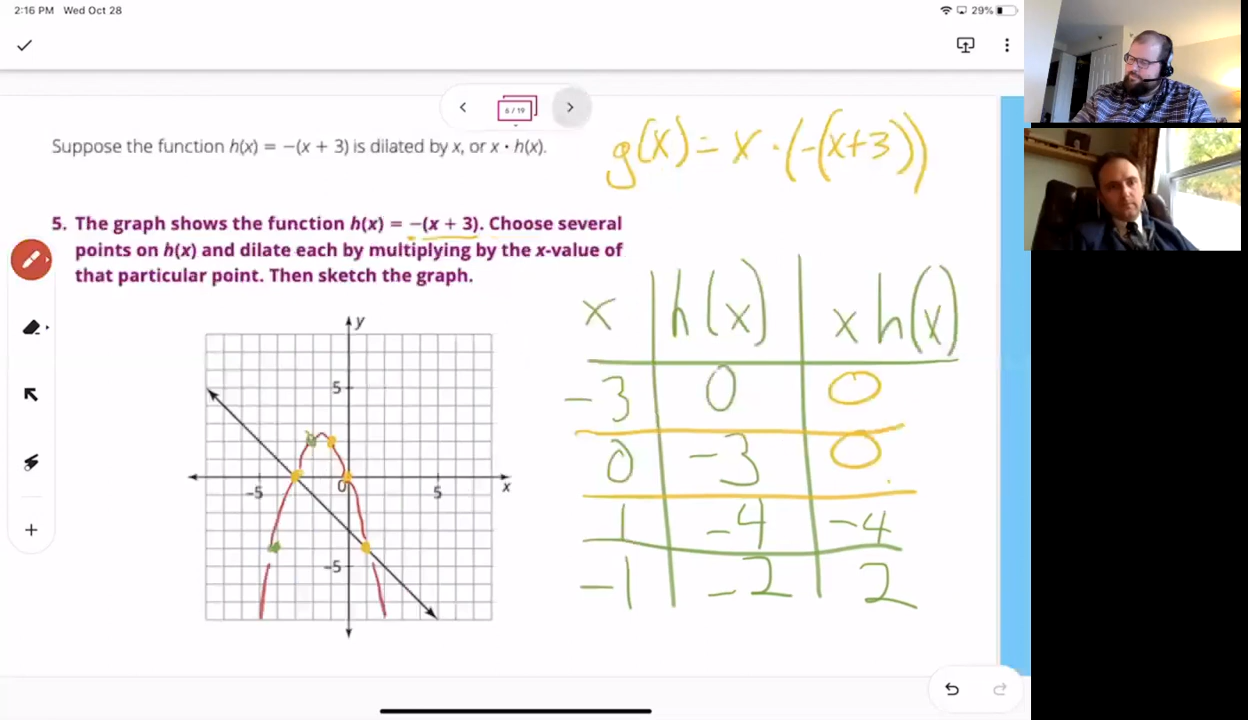 2:16 PM Wed Oct 28
29%
6 / 19
Suppose the function h(x) = −(x + 3) is dilated by x, or x • h(x).
g(x) = x · (-(x+3))
5. The graph shows the function h(x) = −(x + 3). Choose several
points on h(x) and dilate each by multiplying by the x-value of
that particular point. Then sketch the graph.
x h(x) x h(x)
-3 0 0
0 -3 0
1 -4 -4
-1 -2 2
y
5
-5 0 5 x
-5